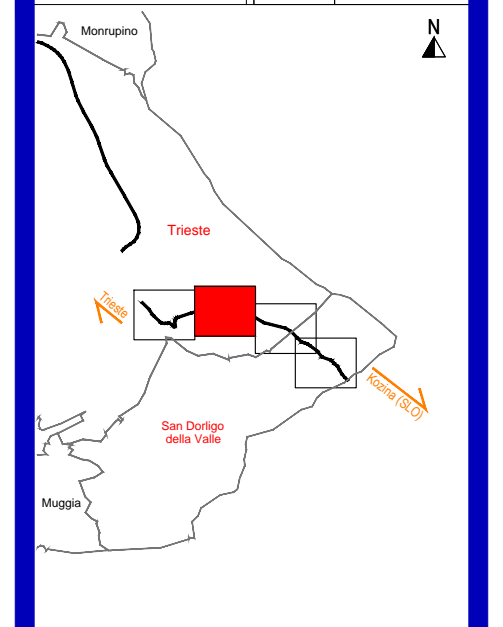 Monrupino
N
Trieste
Trieste
Kozina (SLO)
San Dorligo
della Valle
Muggia